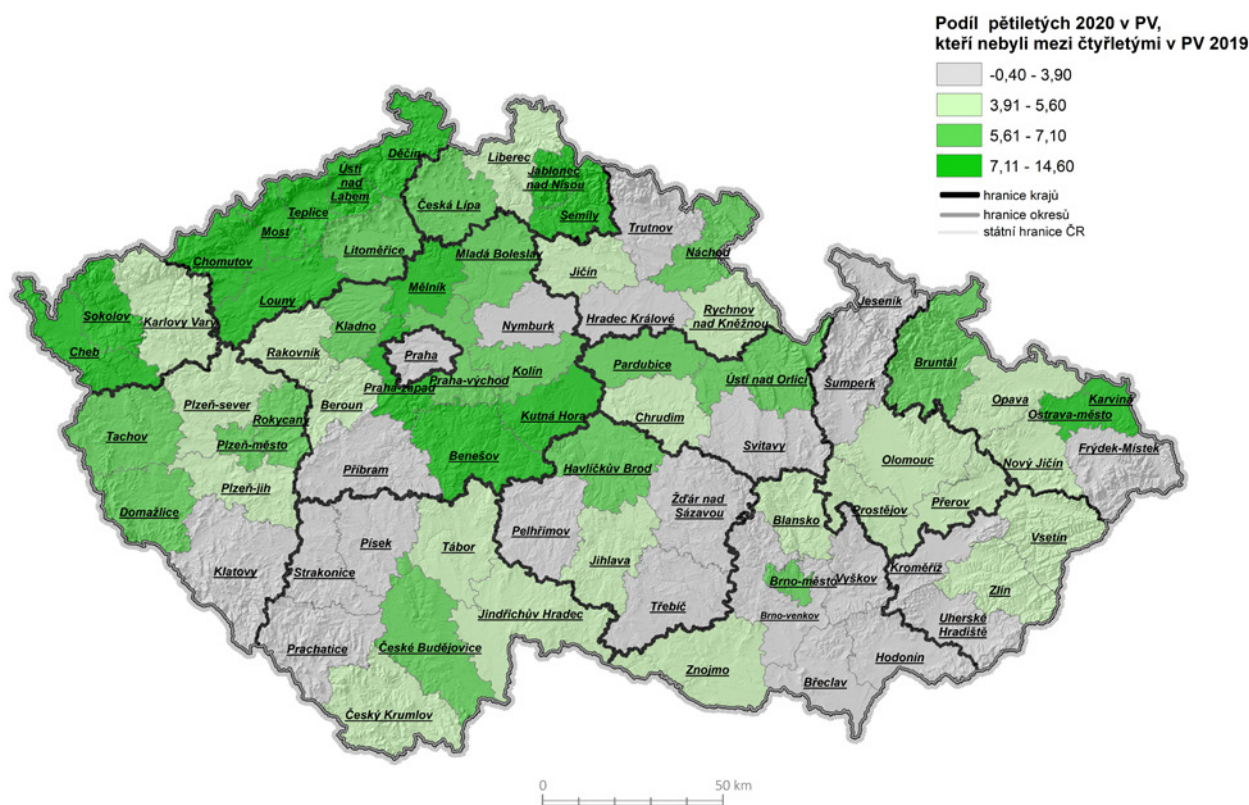 Podíl pětiletých 2020 v PV,
kteří nebyli mezi čtyřletými v PV 2019
-0,40 - 3,90
3,91 - 5,60
5,61 - 7,10
7,11 - 14,60
hranice krajů
hranice okresů
státní hranice ČR
Děčín
Ústí
nad
Labem
Teplice
Most
Chomutov
Louny
Litoměřice
Česká Lípa
Liberec
Jablonec
nad Nisou
Semily
Trutnov
Náchod
Jičín
Mladá Boleslav
Mělník
Sokolov
Cheb
Karlovy Vary
Rakovník
Kladno
Praha
Nymburk
Hradec Králové
Rychnov
nad Kněžnou
Jeseník
Šumperk
Bruntál
Praha-západ
Praha-východ
Kolín
Pardubice
Ústí nad Orlicí
Beroun
Plzeň-sever
Rokycany
Tachov
Plzeň-město
Plzeň-jih
Domažlice
Příbram
Benešov
Kutná Hora
Chrudim
Svitavy
Opava
Karviná
Ostrava-město
Frýdek-Místek
Nový Jičín
Olomouc
Přerov
Prostějov
Havlíčkův Brod
Žďár nad
Sázavou
Pelhřimov
Jihlava
Třebíč
Blansko
Brno-město
Vyškov
Brno-venkov
Kroměříž
Vsetín
Zlín
Uherské
Hradiště
Hodonín
Břeclav
Znojmo
Klatovy
Písek
Strakonice
Tábor
Jindřichův Hradec
Prachatice
České Budějovice
Český Krumlov
0
50 km